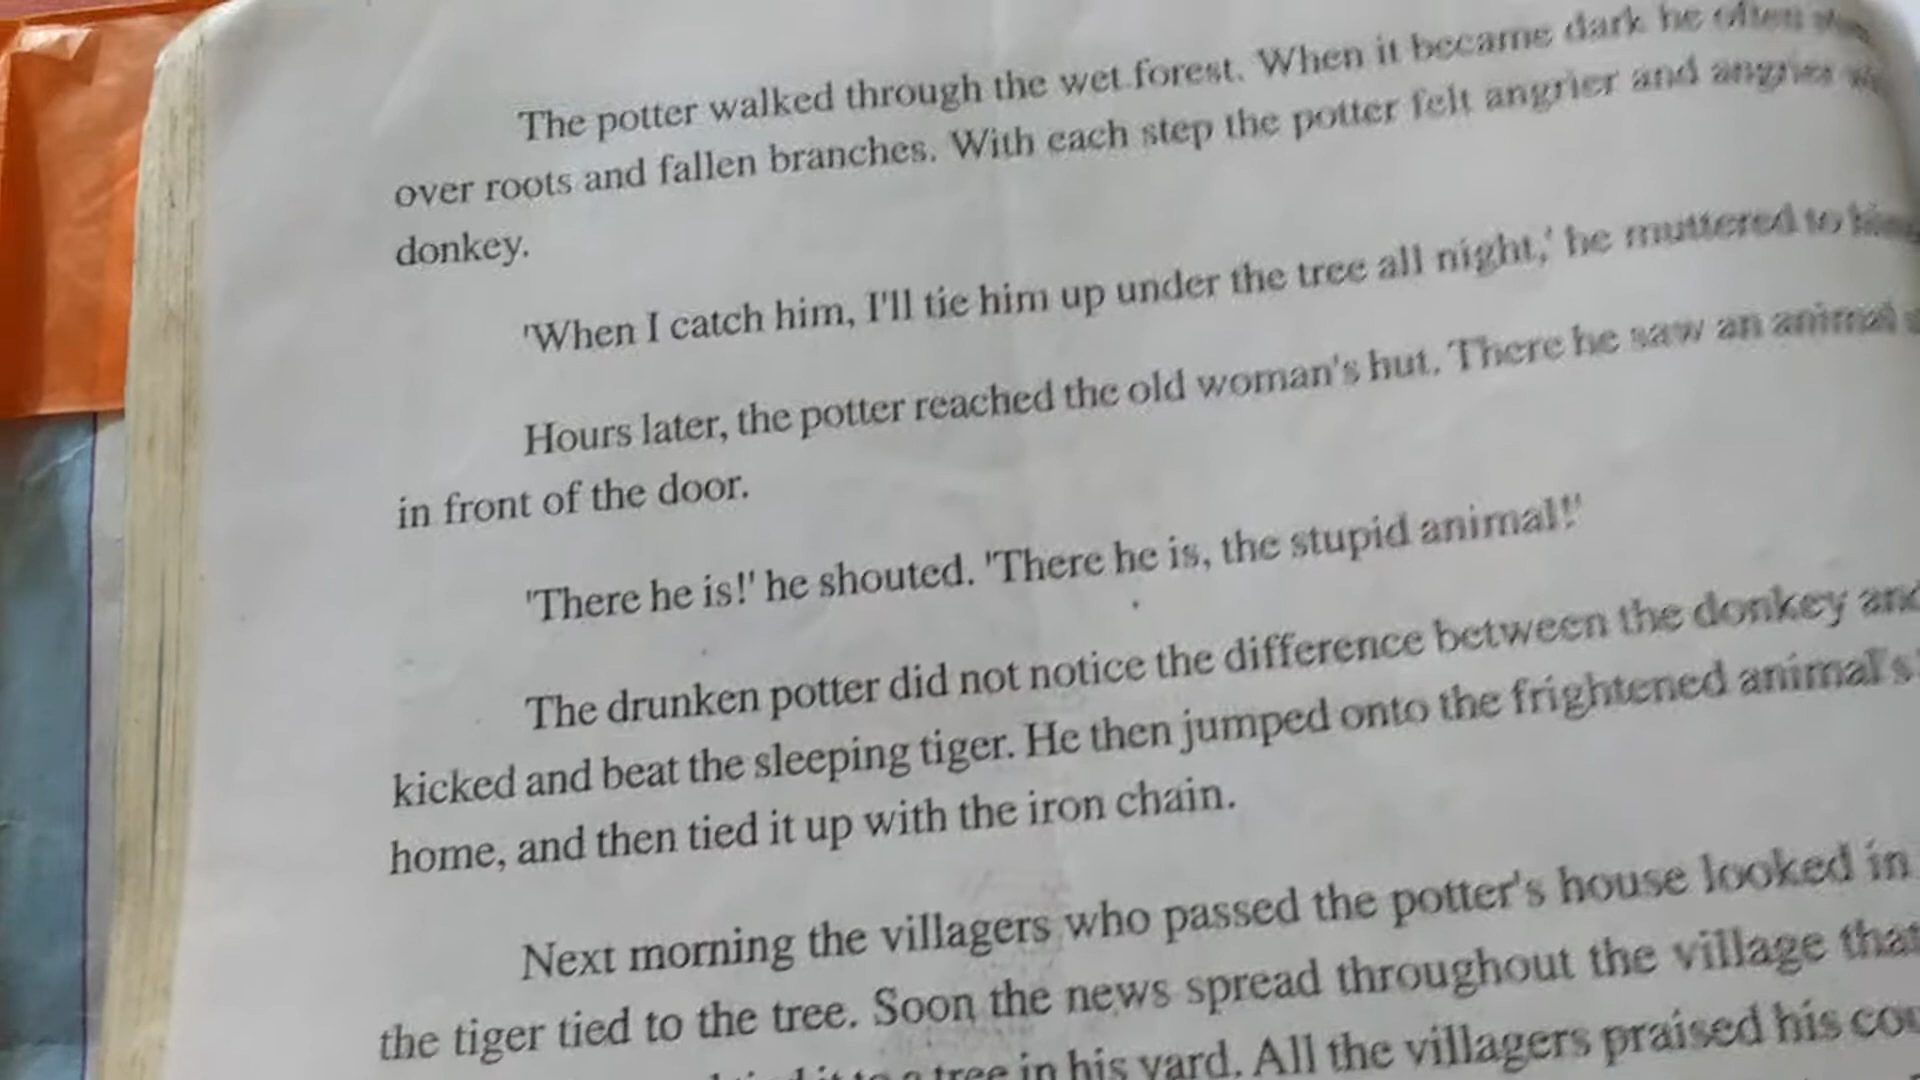 The potter walked through the wet forest. When it became dark he often
over roots and fallen branches. With each step the potter felt angrier and angrier
donkey.
'When I catch him, I'll tie him up under the tree all night,' he muttered to
Hours later, the potter reached the old woman's hut. There he saw an animal
in front of the door.
'There he is!' he shouted. 'There he is, the stupid animal!'
The drunken potter did not notice the difference between the donkey and
kicked and beat the sleeping tiger. He then jumped onto the frightened animal's
home, and then tied it up with the iron chain.
Next morning the villagers who passed the potter's house looked in
the tiger tied to the tree. Soon the news spread throughout the village that
it to a tree in his yard. All the villagers praised his